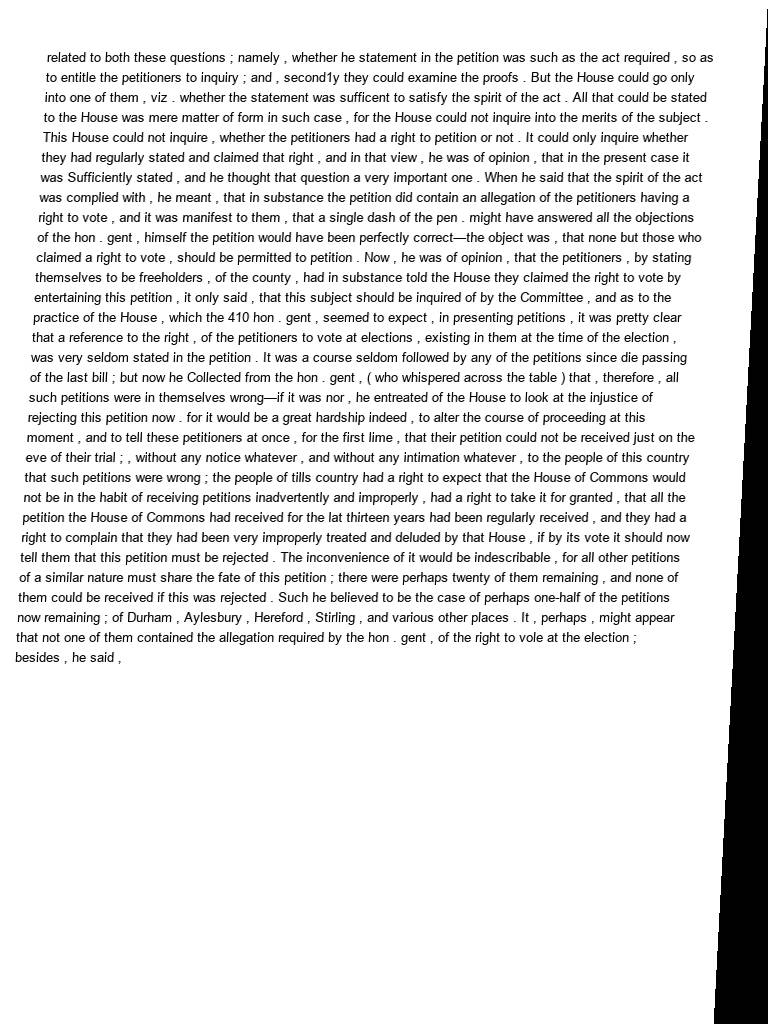 related to both these questions ; namely , whether he statement in the petition was such as the act required , so as
to entitle the petitioners to inquiry ; and , second1y they could examine the proofs . But the House could go only
into one of them , viz . whether the statement was sufficent to satisfy the spirit of the act . All that could be stated
to the House was mere matter of form in such case , for the House could not inquire into the merits of the subject .
This House could not inquire , whether the petitioners had a right to petition or not . It could only inquire whether
they had regularly stated and claimed that right , and in that view , he was of opinion , that in the present case it
was Sufficiently stated , and he thought that question a very important one . When he said that the spirit of the act
was complied with , he meant , that in substance the petition did contain an allegation of the petitioners having a
right to vote , and it was manifest to them , that a single dash of the pen . might have answered all the objections
of the hon . gent , himself the petition would have been perfectly correct—the object was , that none but those who
claimed a right to vote , should be permitted to petition . Now , he was of opinion , that the petitioners , by stating
themselves to be freeholders , of the county , had in substance told the House they claimed the right to vote by
entertaining this petition , it only said , that this subject should be inquired of by the Committee , and as to the
practice of the House , which the 410 hon . gent , seemed to expect , in presenting petitions , it was pretty clear
that a reference to the right , of the petitioners to vote at elections , existing in them at the time of the election ,
was very seldom stated in the petition . It was a course seldom followed by any of the petitions since die passing
of the last bill ; but now he Collected from the hon . gent , ( who whispered across the table ) that , therefore , all
such petitions were in themselves wrong—if it was nor , he entreated of the House to look at the injustice of
rejecting this petition now . for it would be a great hardship indeed , to alter the course of proceeding at this
moment , and to tell these petitioners at once , for the first lime , that their petition could not be received just on the
eve of their trial ; , without any notice whatever , and without any intimation whatever , to the people of this country
that such petitions were wrong ; the people of tills country had a right to expect that the House of Commons would
not be in the habit of receiving petitions inadvertently and improperly , had a right to take it for granted , that all the
petition the House of Commons had received for the lat thirteen years had been regularly received , and they had a
right to complain that they had been very improperly treated and deluded by that House , if by its vote it should now
tell them that this petition must be rejected . The inconvenience of it would be indescribable , for all other petitions
of a similar nature must share the fate of this petition ; there were perhaps twenty of them remaining , and none of
them could be received if this was rejected . Such he believed to be the case of perhaps one-half of the petitions
now remaining ; of Durham , Aylesbury , Hereford , Stirling , and various other places . It , perhaps , might appear
that not one of them contained the allegation required by the hon . gent , of the right to vole at the election ;
besides , he said ,